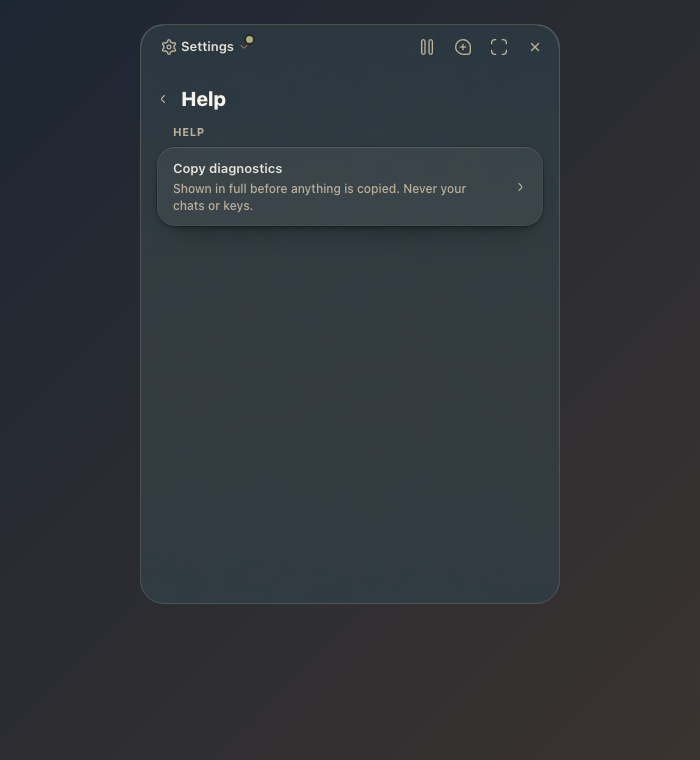 Settings
Help
HELP
Copy diagnostics
Shown in full before anything is copied. Never your
chats or keys.